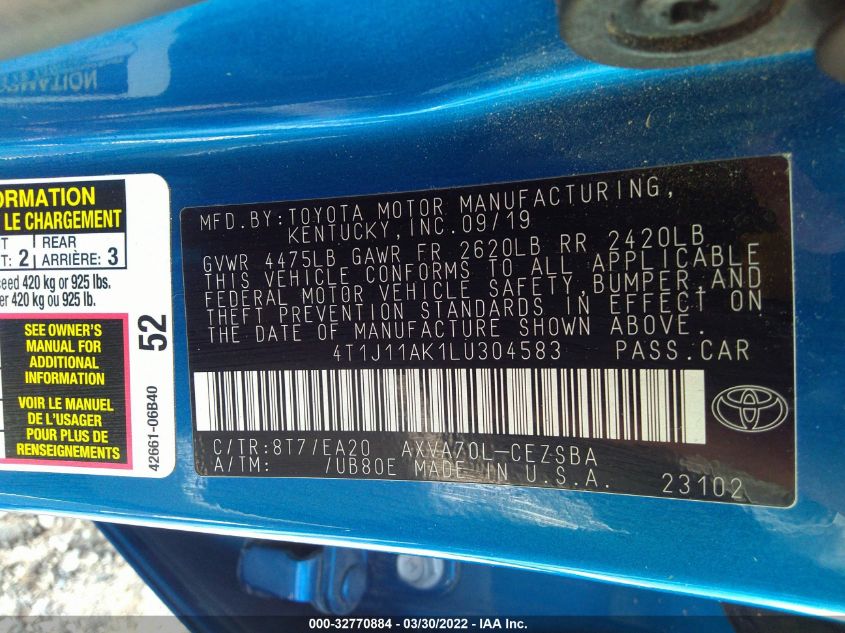 MATION
ORMATION
LE CHARGEMENT
T REAR
T: 2 ARRIÈRE: 3
eed 420 kg or 925 lbs.
er 420 kg ou 925 lb.
SEE OWNER'S
MANUAL FOR
ADDITIONAL
INFORMATION
VOIR LE MANUEL
DE L'USAGER
POUR PLUS DE
RENSEIGNEMENTS
52
42661-06B40
MFD.BY:TOYOTA MOTOR MANUFACTURING,
KENTUCKY,INC.09/19
GVWR 4475LB GAWR FR 2620LB RR 2420LB
THIS VEHICLE CONFORMS TO ALL APPLICABLE
FEDERAL MOTOR VEHICLE SAFETY,BUMPER,AND
THEFT PREVENTION STANDARDS IN EFFECT ON
THE DATE OF MANUFACTURE SHOWN ABOVE.
4T1J11AK1LU304583 PASS.CAR
C/TR:8T7/EA20 AXVA70L-CEZSBA
A/TM: /UB80E MADE IN U.S.A.
23102
000-32770884 - 03/30/2022 - IAA Inc.